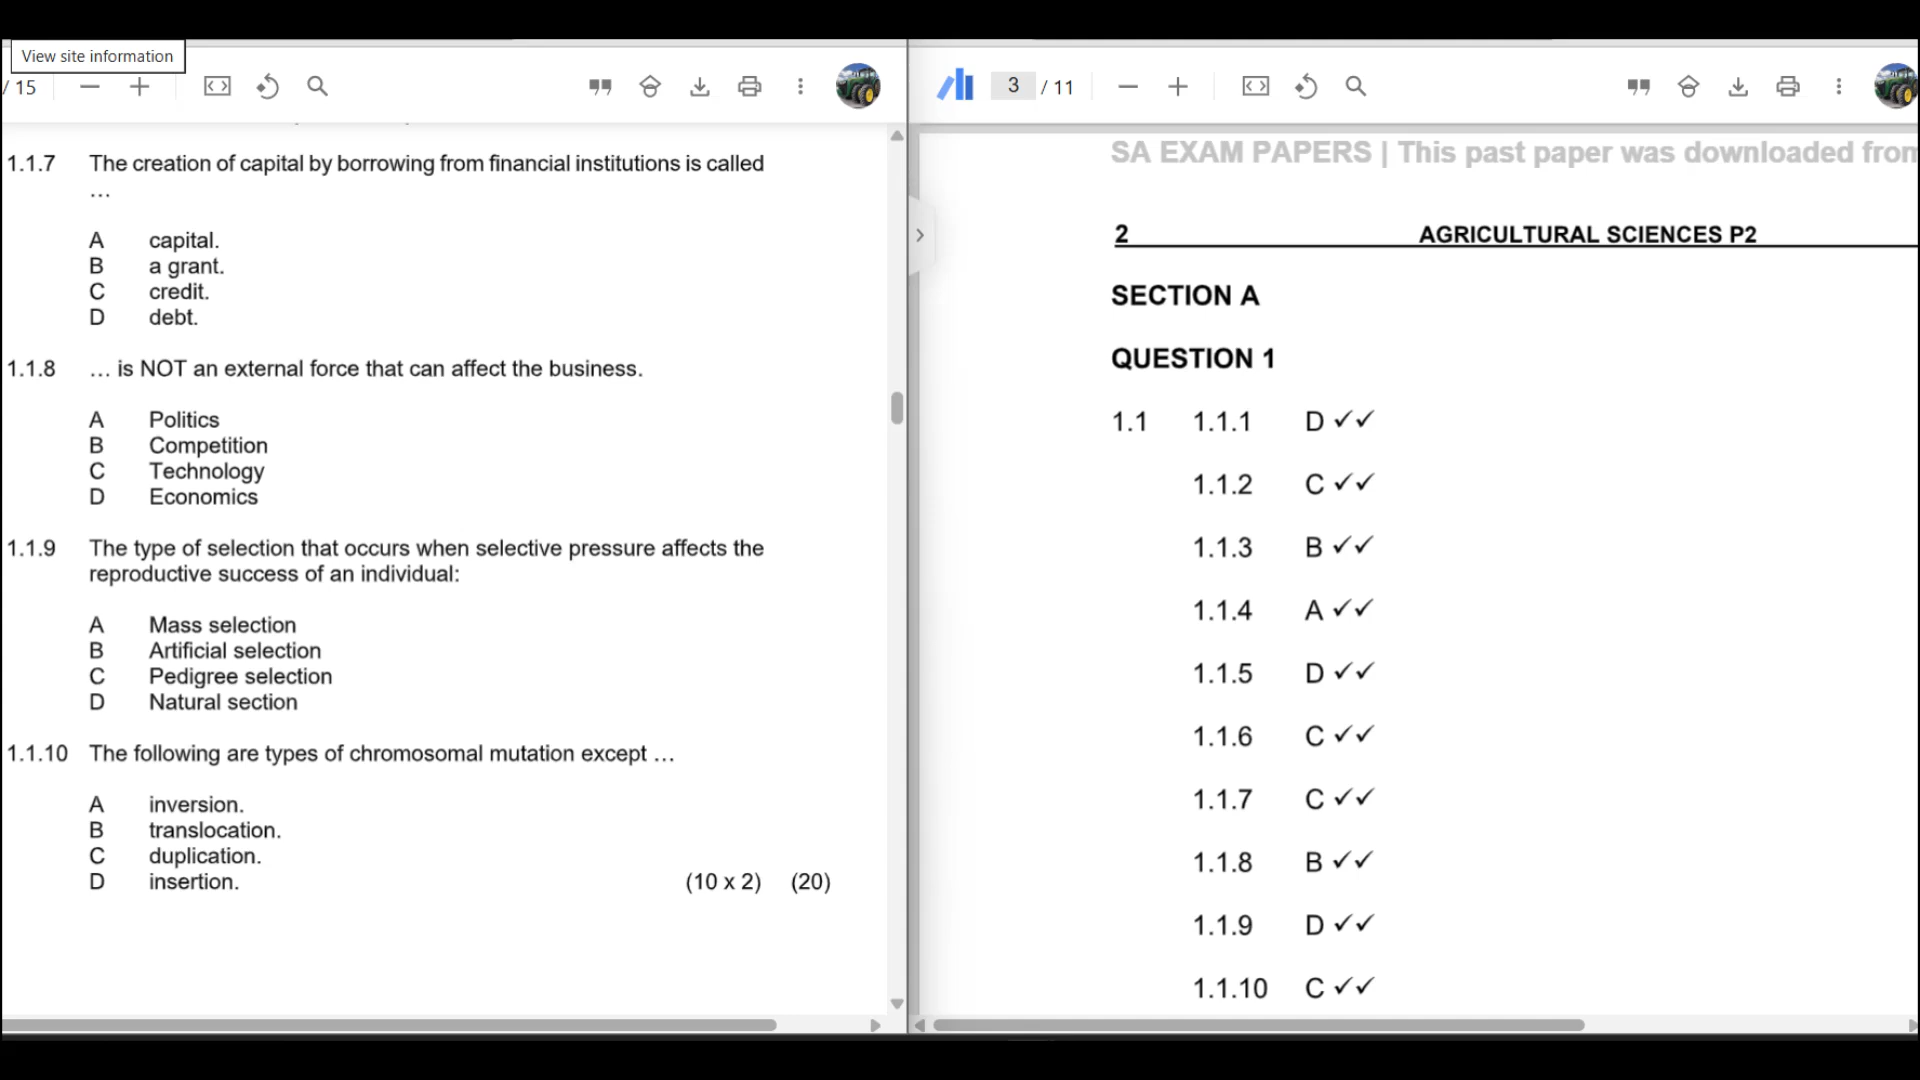 View site information
/ 15
3 / 11
1.1.7 The creation of capital by borrowing from financial institutions is called
…
A capital.
B a grant.
C credit.
D debt.
1.1.8 … is NOT an external force that can affect the business.
A Politics
B Competition
C Technology
D Economics
1.1.9 The type of selection that occurs when selective pressure affects the
reproductive success of an individual:
A Mass selection
B Artificial selection
C Pedigree selection
D Natural section
1.1.10 The following are types of chromosomal mutation except …
A inversion.
B translocation.
C duplication.
D insertion. (10 x 2) (20)
SA EXAM PAPERS | This past paper was downloaded from
2 AGRICULTURAL SCIENCES P2
SECTION A
QUESTION 1
1.1 1.1.1 D ✓✓
1.1.2 C ✓✓
1.1.3 B ✓✓
1.1.4 A ✓✓
1.1.5 D ✓✓
1.1.6 C ✓✓
1.1.7 C ✓✓
1.1.8 B ✓✓
1.1.9 D ✓✓
1.1.10 C ✓✓